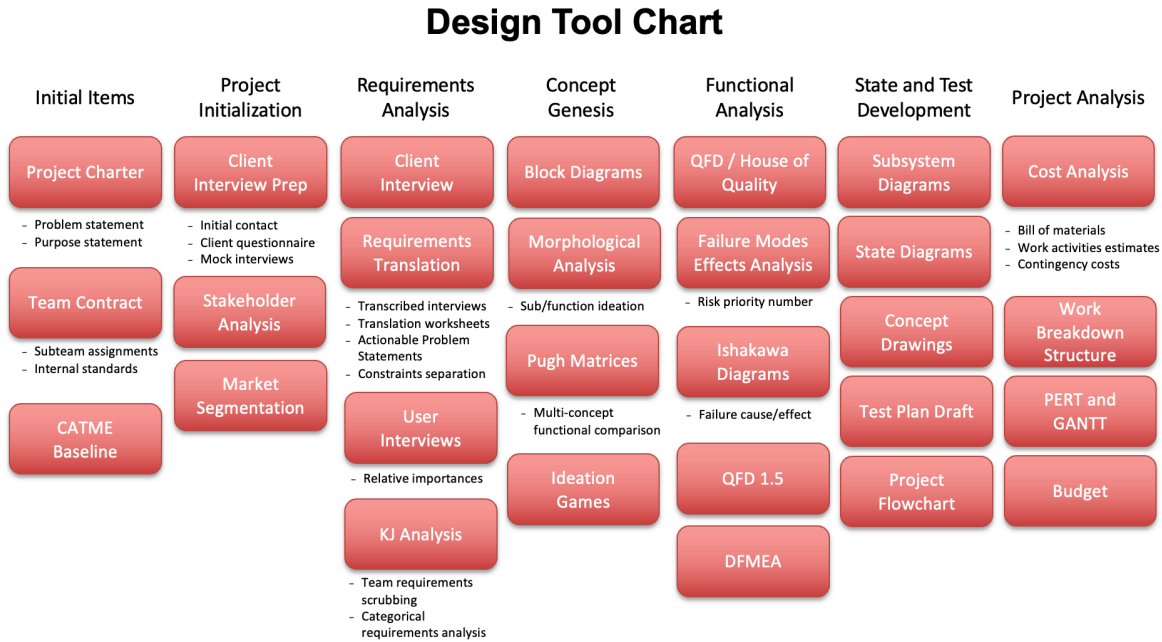 Design Tool Chart
Initial Items
Project Charter
- Problem statement
- Purpose statement
Team Contract
- Subteam assignments
- Internal standards
CATME
Baseline
Project
Initialization
Client
Interview Prep
- Initial contact
- Client questionnaire
- Mock interviews
Stakeholder
Analysis
Market
Segmentation
Requirements
Analysis
Client
Interview
Requirements
Translation
- Transcribed interviews
- Translation worksheets
- Actionable Problem
Statements
- Constraints separation
User
Interviews
- Relative importances
KJ Analysis
- Team requirements
scrubbing
- Categorical
requirements analysis
Concept
Genesis
Block Diagrams
Morphological
Analysis
- Sub/function ideation
Pugh Matrices
- Multi-concept
functional comparison
Ideation
Games
Functional
Analysis
QFD / House of
Quality
Failure Modes
Effects Analysis
- Risk priority number
Ishakawa
Diagrams
- Failure cause/effect
QFD 1.5
DFMEA
State and Test
Development
Subsystem
Diagrams
State Diagrams
Concept
Drawings
Test Plan Draft
Project
Flowchart
Project Analysis
Cost Analysis
- Bill of materials
- Work activities estimates
- Contingency costs
Work
Breakdown
Structure
PERT and
GANTT
Budget